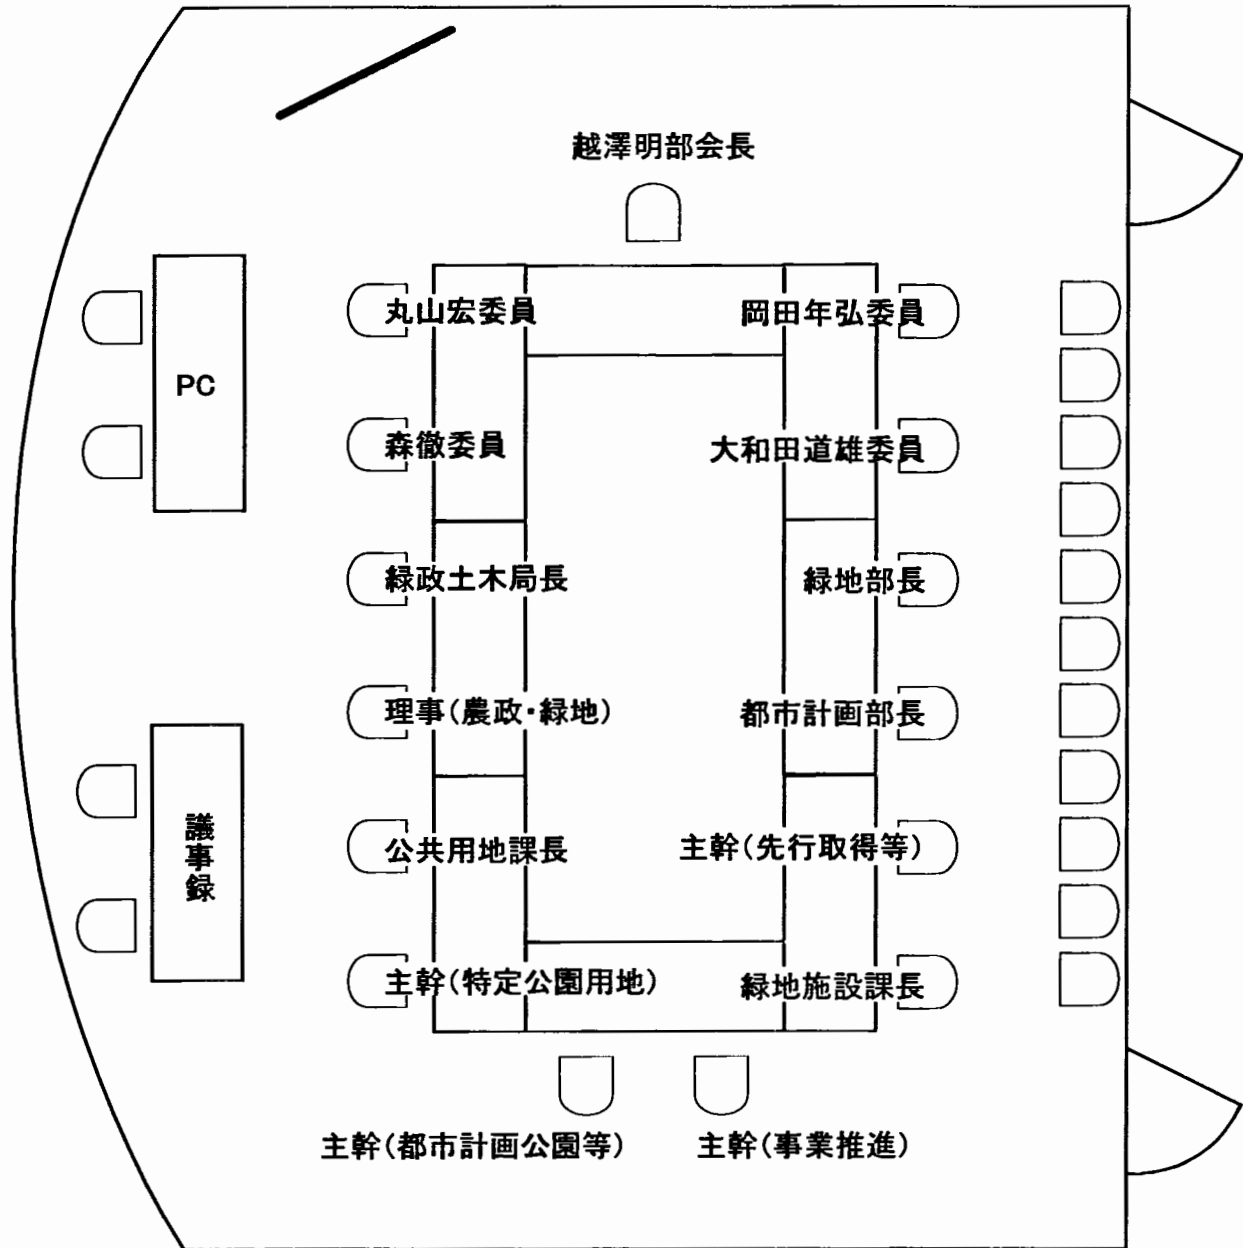 越澤明部会長
丸山宏委員
岡田年弘委員
PC
森徹委員
大和田道雄委員
緑政土木局長
緑地部長
理事(農政・緑地)
都市計画部長
議事録
公共用地課長
主幹(先行取得等)
主幹(特定公園用地)
緑地施設課長
主幹(都市計画公園等)
主幹(事業推進)